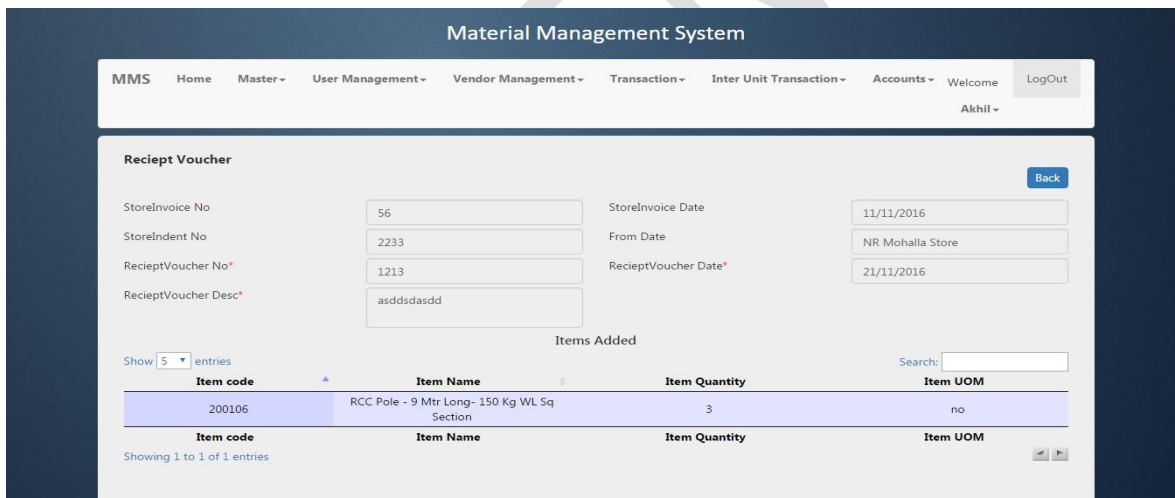 Material Management System
MMS Home Master User Management Vendor Management Transaction Inter Unit Transaction Accounts Welcome LogOut
Akhil
Reciept Voucher
Back
StoreInvoice No 56 StoreInvoice Date 11/11/2016
StoreIndent No 2233 From Date NR Mohalla Store
RecieptVoucher No* 1213 RecieptVoucher Date* 21/11/2016
RecieptVoucher Desc* asddsdasdd
Items Added
Show 5 entries Search:
Item code Item Name Item Quantity Item UOM
200106 RCC Pole - 9 Mtr Long- 150 Kg WL Sq Section 3 no
Item code Item Name Item Quantity Item UOM
Showing 1 to 1 of 1 entries